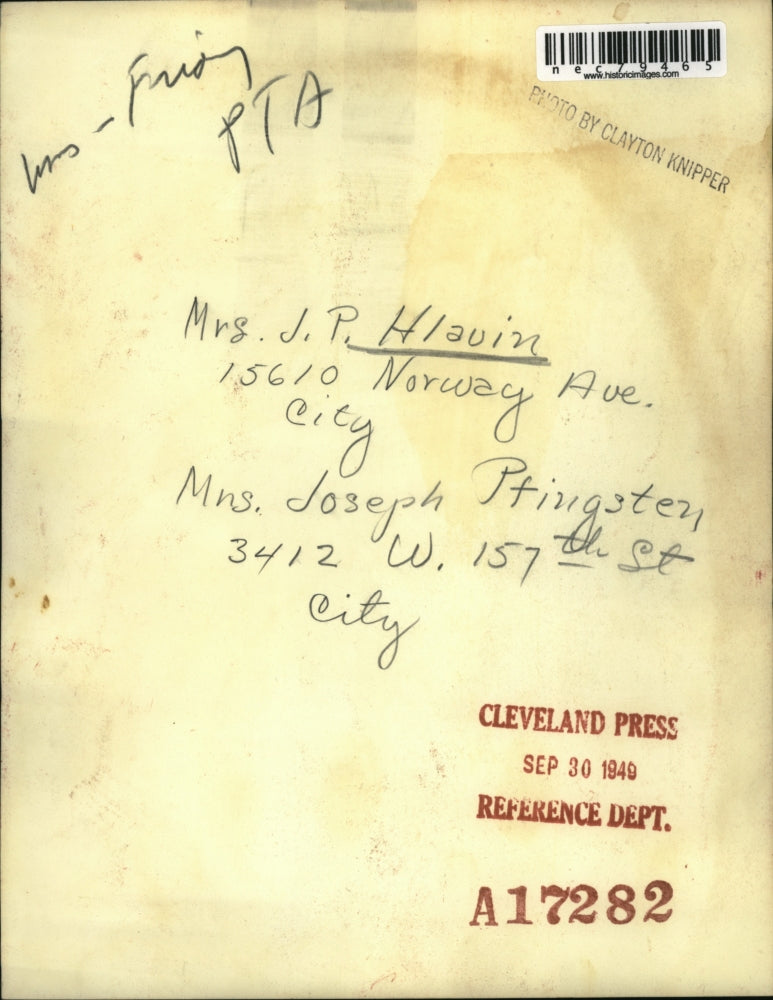 nec79465
www.historicimages.com
PHOTO BY CLAYTON KNIPPER
PTA
Mrs. J. P. Hlavin
15610 Norway Ave.
City
Mrs. Joseph Pfingsten
3412 W. 157th St
City
CLEVELAND PRESS
SEP 30 1949
REFERENCE DEPT.
A17282